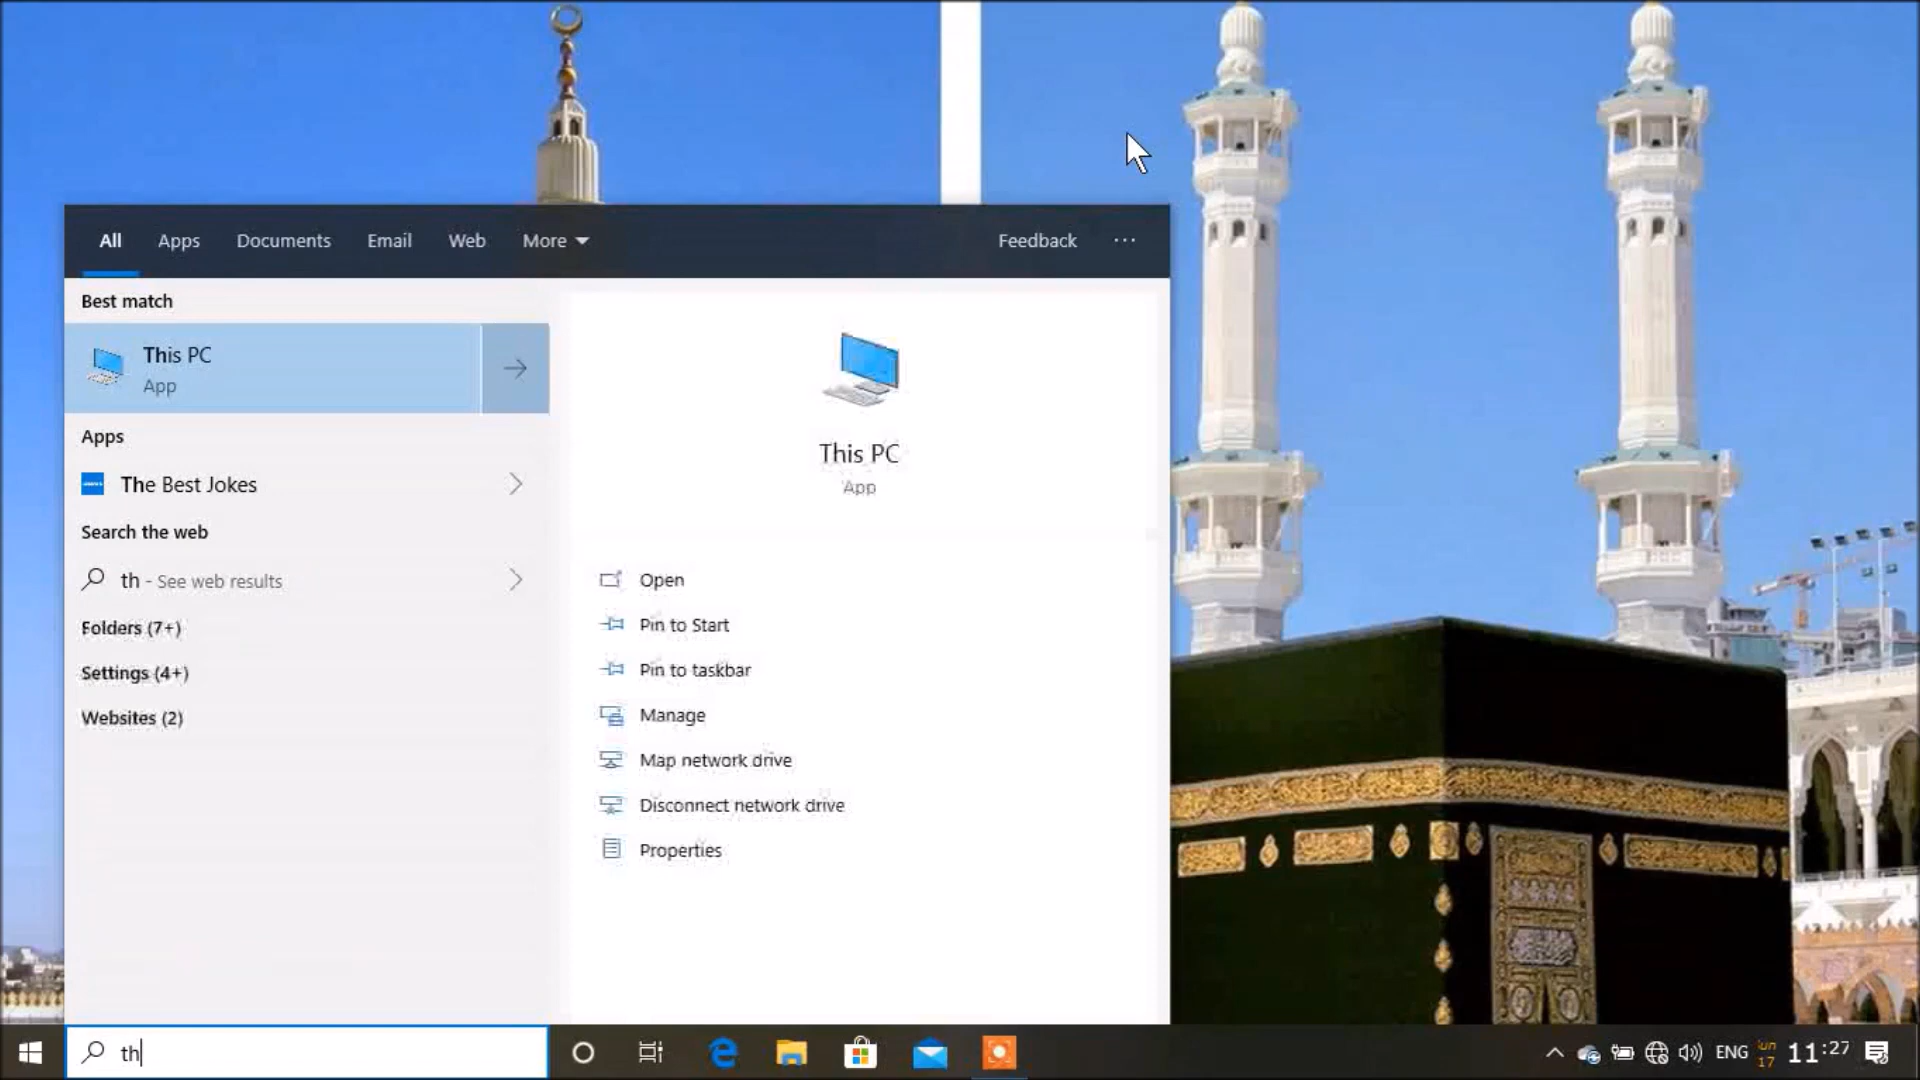 All Apps Documents Email Web More Feedback ...
Best match
This PC
App
Apps
The Best Jokes
Search the web
th - See web results
Folders (7+)
Settings (4+)
Websites (2)
This PC
App
Open
Pin to Start
Pin to taskbar
Manage
Map network drive
Disconnect network drive
Properties
th
ENG
17
11:27